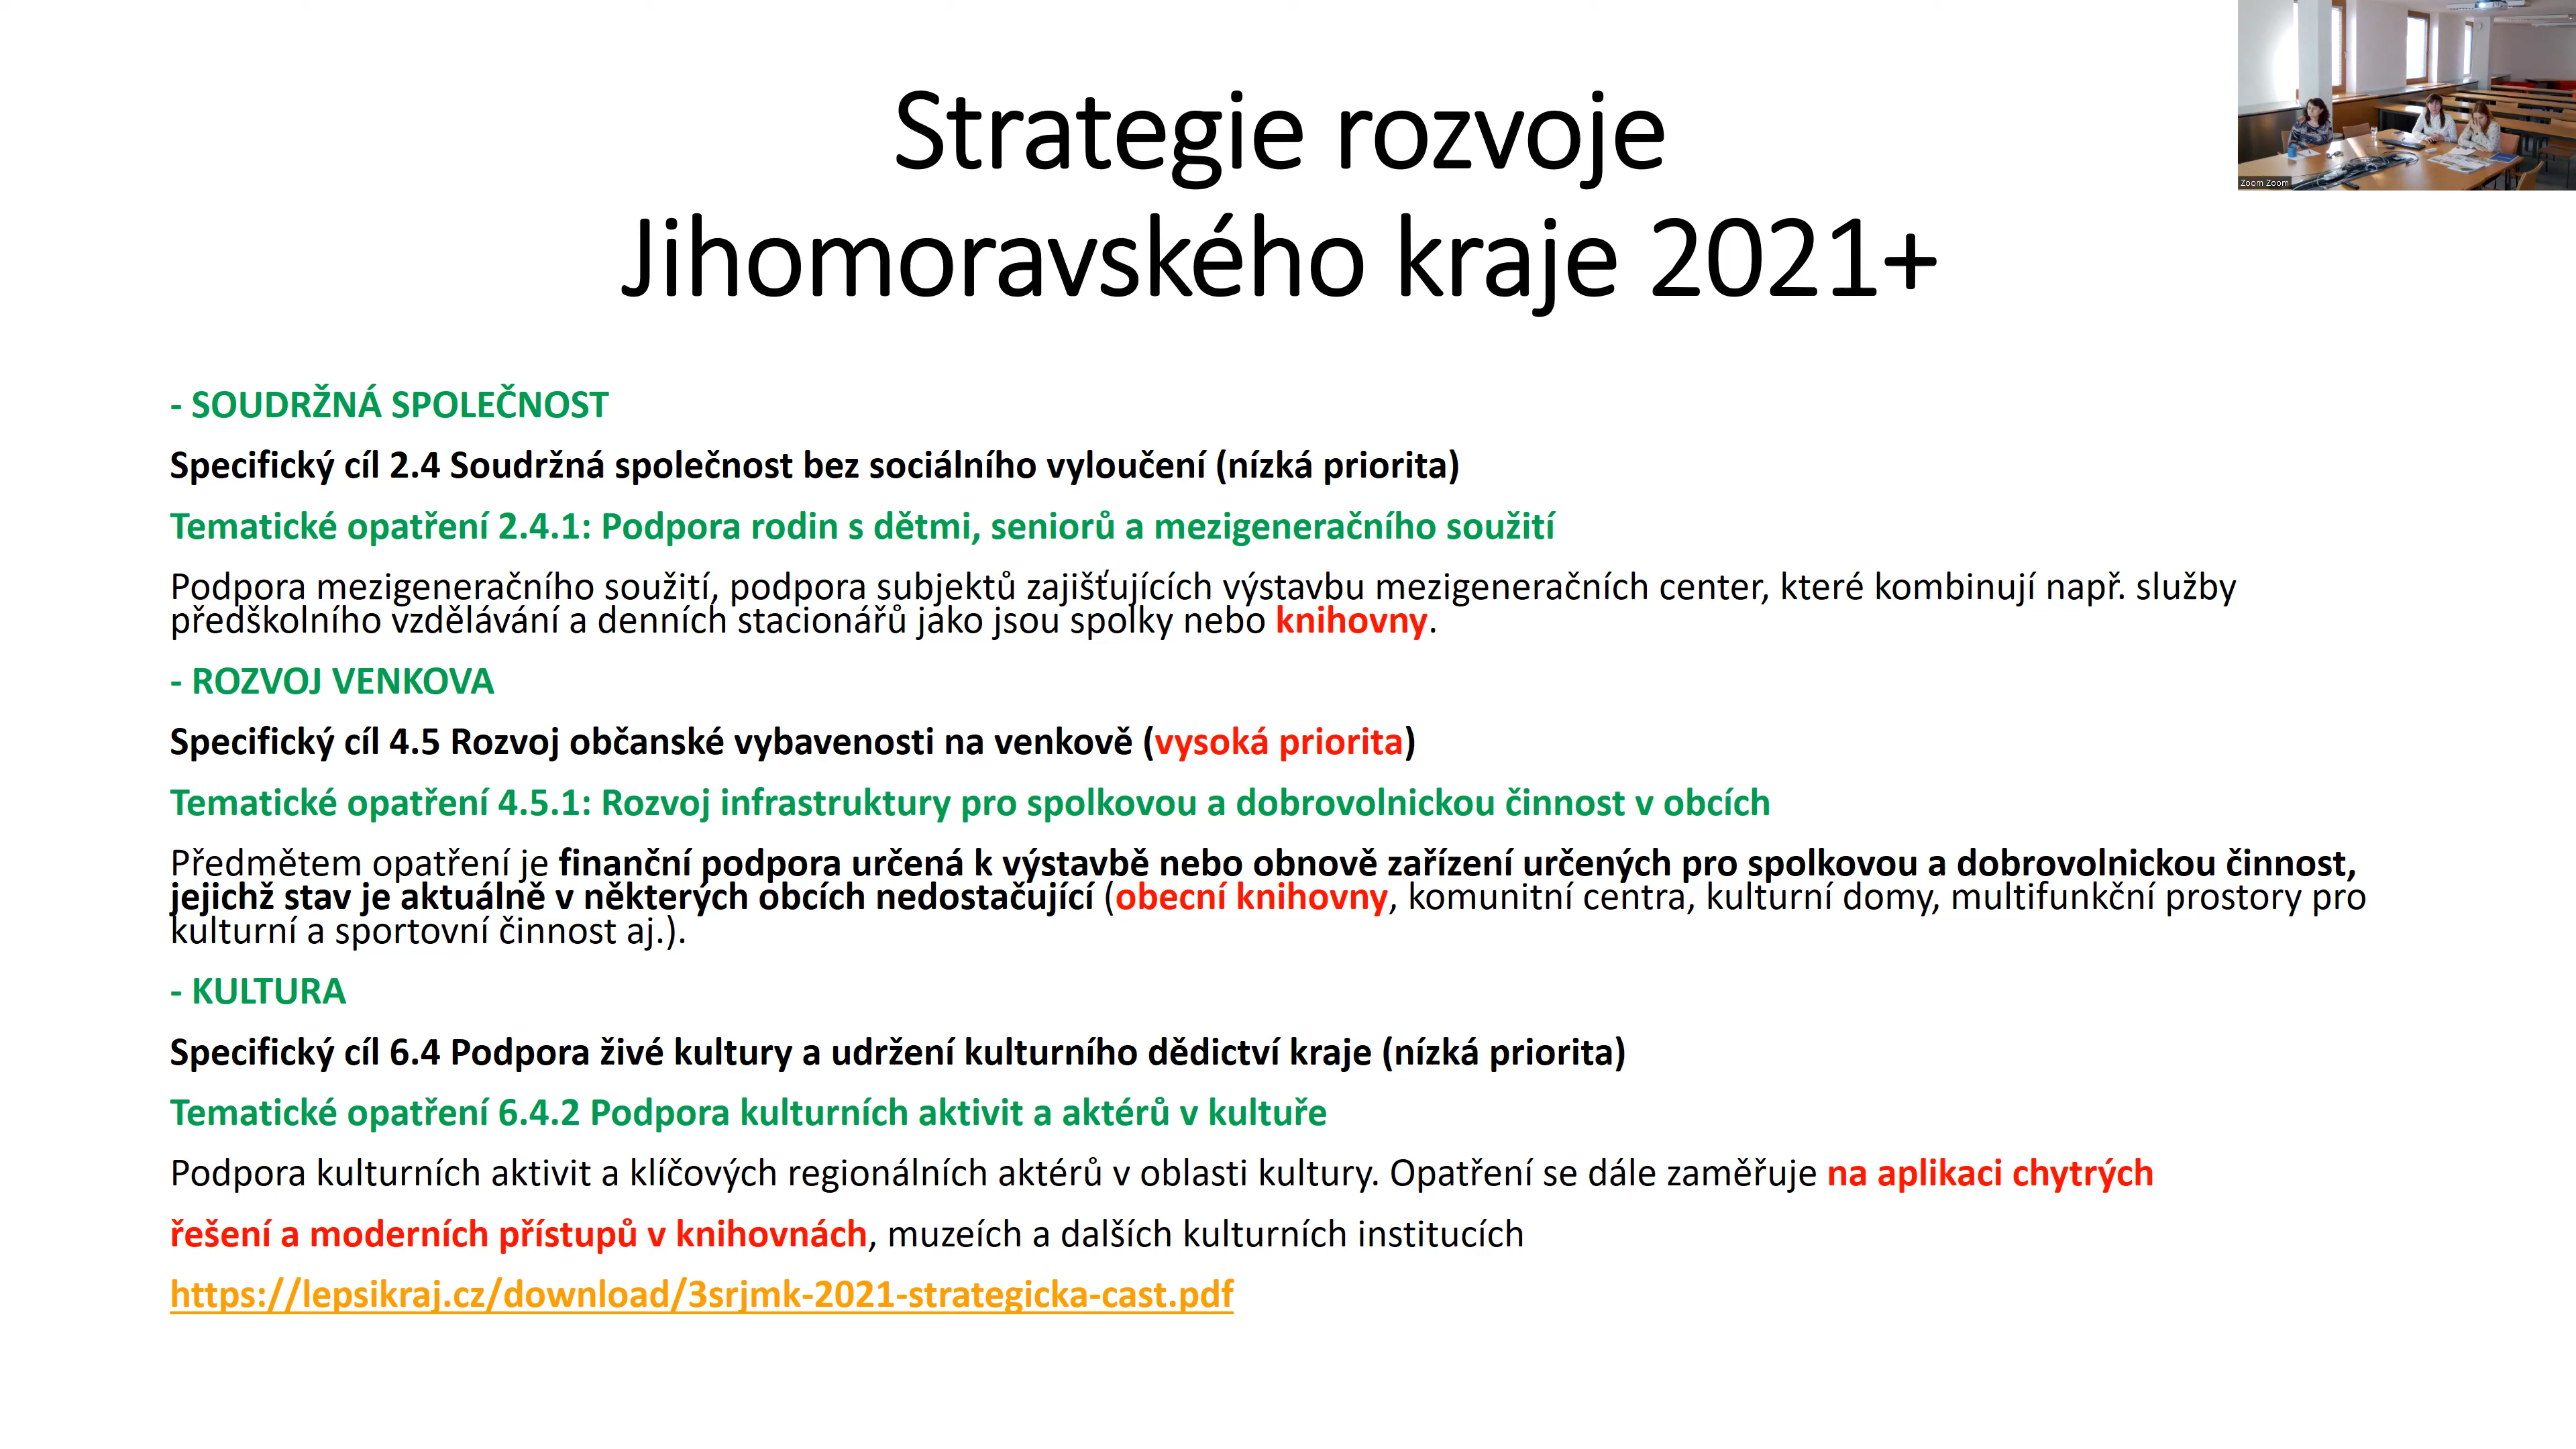 Strategie rozvoje
Jihomoravského kraje 2021+
Zoom Zoom
- SOUDRŽNÁ SPOLEČNOST
Specifický cíl 2.4 Soudržná společnost bez sociálního vyloučení (nízká priorita)
Tematické opatření 2.4.1: Podpora rodin s dětmi, seniorů a mezigeneračního soužití
Podpora mezigeneračního soužití, podpora subjektů zajišťujících výstavbu mezigeneračních center, které kombinují např. služby
předškolního vzdělávání a denních stacionářů jako jsou spolky nebo knihovny.
- ROZVOJ VENKOVA
Specifický cíl 4.5 Rozvoj občanské vybavenosti na venkově (vysoká priorita)
Tematické opatření 4.5.1: Rozvoj infrastruktury pro spolkovou a dobrovolnickou činnost v obcích
Předmětem opatření je finanční podpora určená k výstavbě nebo obnově zařízení určených pro spolkovou a dobrovolnickou činnost,
jejichž stav je aktuálně v některých obcích nedostačující (obecní knihovny, komunitní centra, kulturní domy, multifunkční prostory pro
kulturní a sportovní činnost aj.).
- KULTURA
Specifický cíl 6.4 Podpora živé kultury a udržení kulturního dědictví kraje (nízká priorita)
Tematické opatření 6.4.2 Podpora kulturních aktivit a aktérů v kultuře
Podpora kulturních aktivit a klíčových regionálních aktérů v oblasti kultury. Opatření se dále zaměřuje na aplikaci chytrých
řešení a moderních přístupů v knihovnách, muzeích a dalších kulturních institucích
https://lepsikraj.cz/download/3srjmk-2021-strategicka-cast.pdf